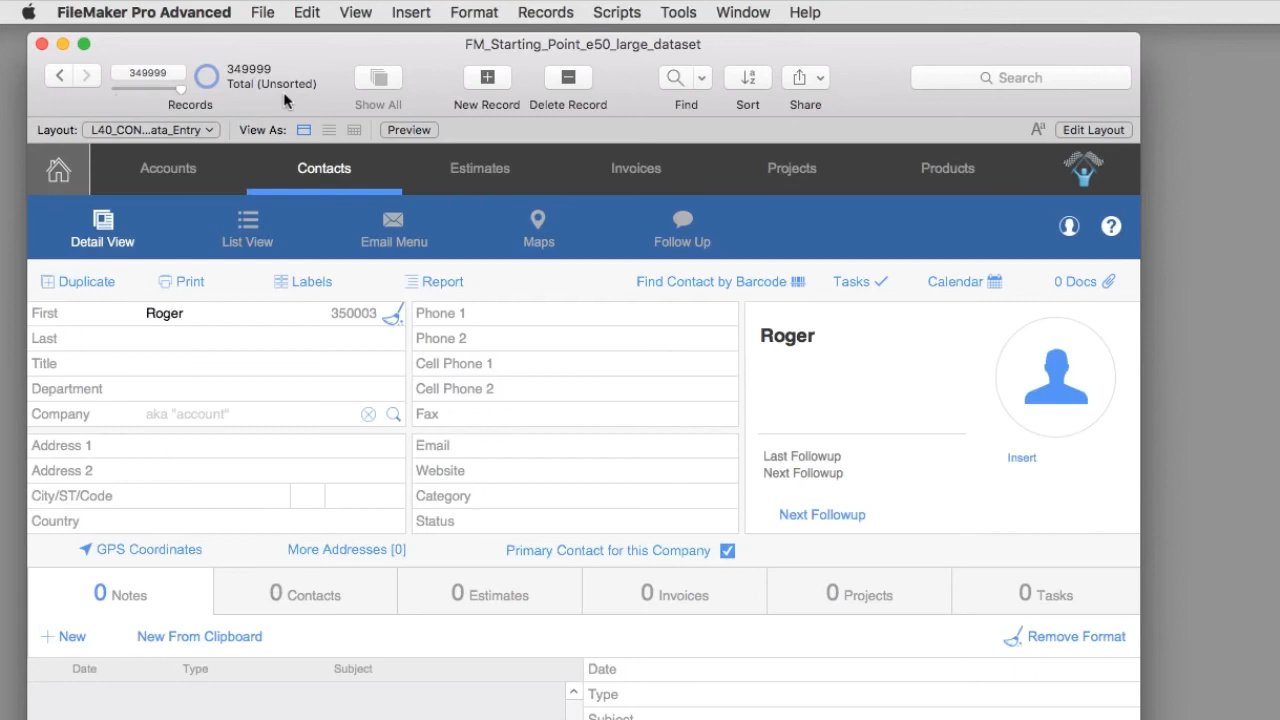 FileMaker Pro Advanced File Edit View Insert Format Records Scripts Tools Window Help
FM_Starting_Point_e50_large_dataset
349999
349999
Total (Unsorted)
Search
Records Show All New Record Delete Record Find Sort Share
Layout: L40_CON...ata_Entry View As: Preview Aª Edit Layout
Accounts Contacts Estimates Invoices Projects Products
Detail View List View Email Menu Maps Follow Up ?
Duplicate Print Labels Report Find Contact by Barcode Tasks Calendar 0 Docs
First Roger 350003
Last
Title
Department
Company aka "account"
Address 1
Address 2
City/ST/Code
Country
Phone 1
Phone 2
Cell Phone 1
Cell Phone 2
Fax
Email
Website
Category
Status
Roger
Last Followup
Next Followup
Insert
Next Followup
GPS Coordinates More Addresses [0] Primary Contact for this Company
0 Notes 0 Contacts 0 Estimates 0 Invoices 0 Projects 0 Tasks
New New From Clipboard Remove Format
Date Type Subject
Date
Type
Subject